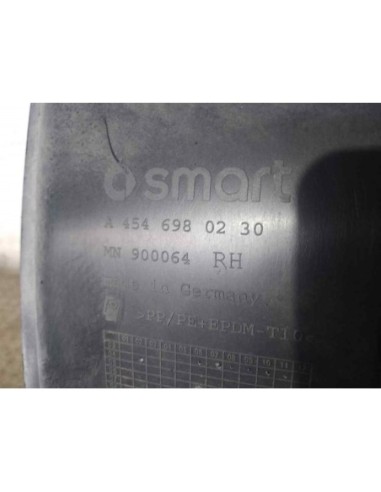 smart
A 454 698 02 30
MN 900064 RH
Made in Germany
>PP/PE+EPDM-T10<